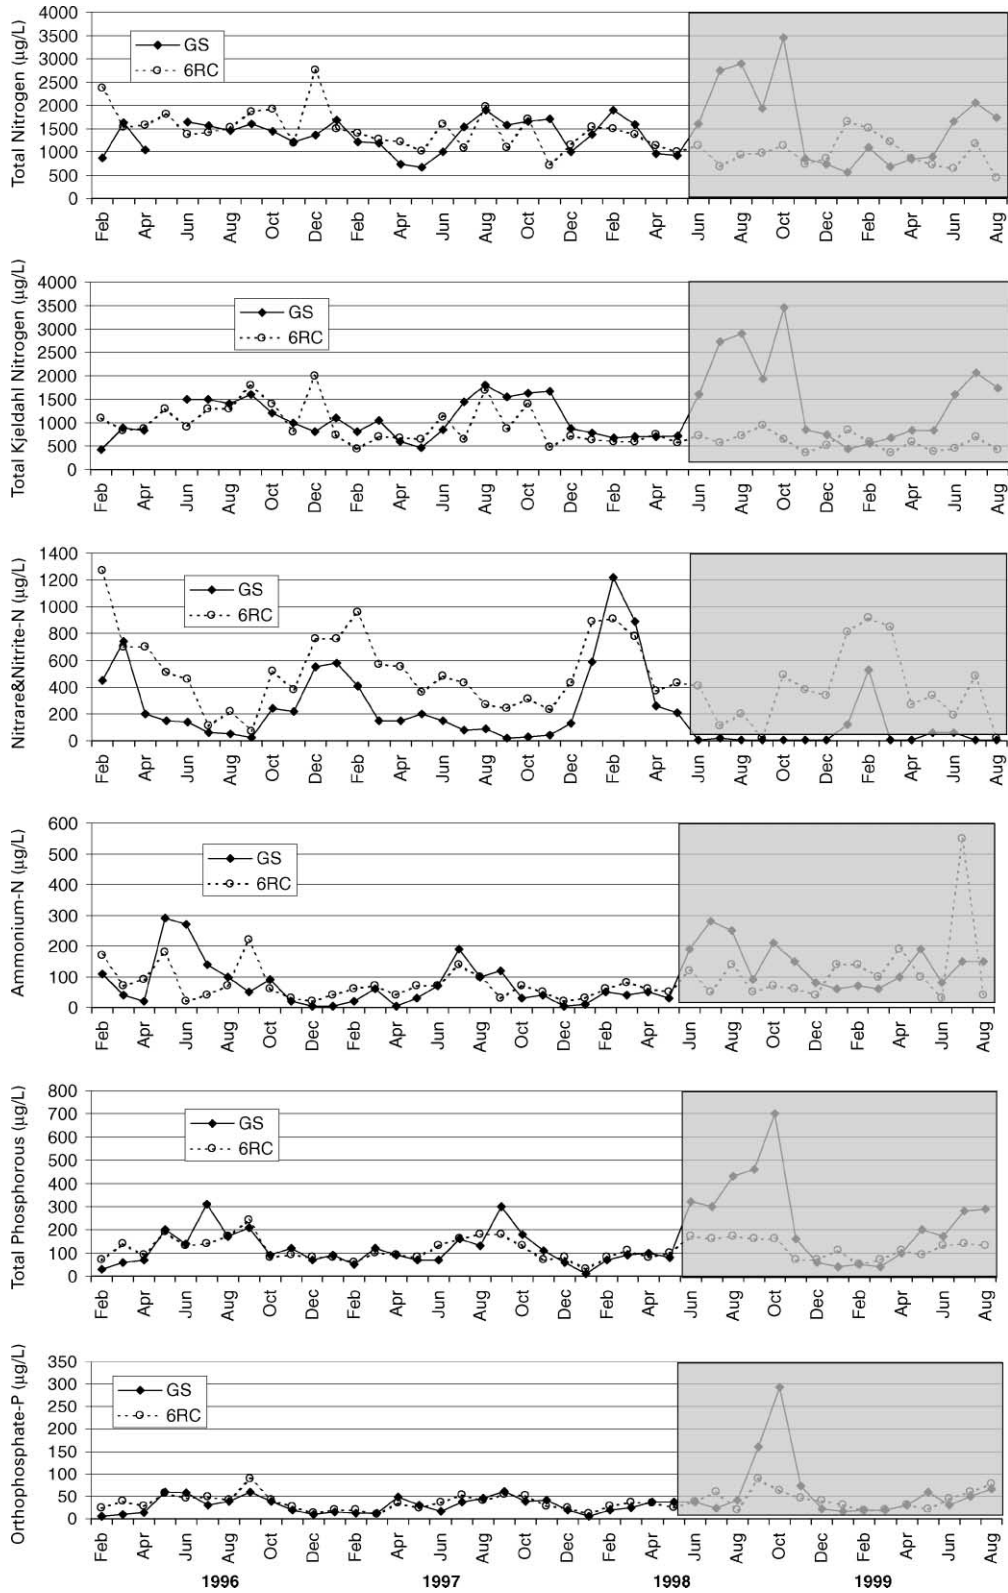 Total Nitrogen (µg/L)
4000
3500
3000
2500
2000
1500
1000
500
0
GS
6RC
Feb Apr Jun Aug Oct Dec Feb Apr Jun Aug Oct Dec Feb Apr Jun Aug Oct Dec Feb Apr Jun Aug
Total Kjeldahl Nitrogen (µg/L)
4000
3500
3000
2500
2000
1500
1000
500
0
GS
6RC
Feb Apr Jun Aug Oct Dec Feb Apr Jun Aug Oct Dec Feb Apr Jun Aug Oct Dec Feb Apr Jun Aug
Nitrare&Nitrite-N (µg/L)
1400
1200
1000
800
600
400
200
0
GS
6RC
Feb Apr Jun Aug Oct Dec Feb Apr Jun Aug Oct Dec Feb Apr Jun Aug Oct Dec Feb Apr Jun Aug
Ammonium-N (µg/L)
600
500
400
300
200
100
0
GS
6RC
Feb Apr Jun Aug Oct Dec Feb Apr Jun Aug Oct Dec Feb Apr Jun Aug Oct Dec Feb Apr Jun Aug
Total Phosphorous (µg/L)
800
700
600
500
400
300
200
100
0
GS
6RC
Feb Apr Jun Aug Oct Dec Feb Apr Jun Aug Oct Dec Feb Apr Jun Aug Oct Dec Feb Apr Jun Aug
Orthophosphate-P (µg/L)
350
300
250
200
150
100
50
0
GS
6RC
Feb Apr Jun Aug Oct Dec Feb Apr Jun Aug Oct Dec Feb Apr Jun Aug Oct Dec Feb Apr Jun Aug
1996 1997 1998 1999